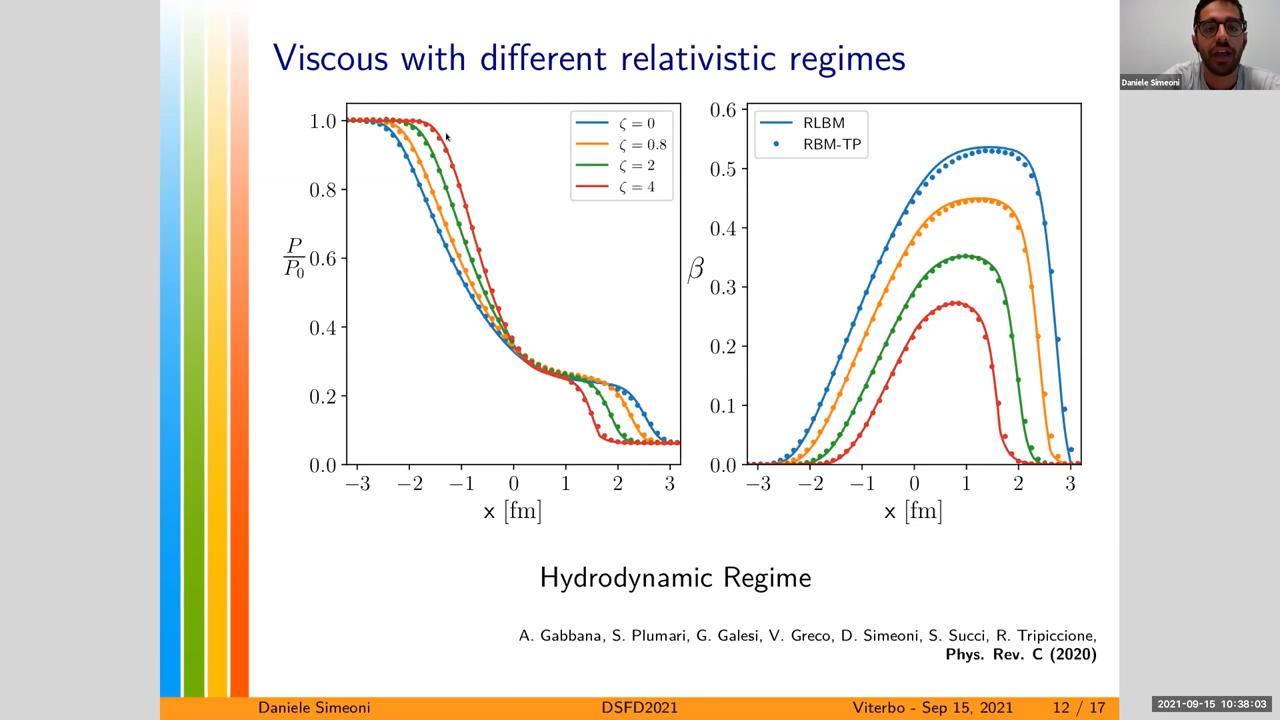 Viscous with different relativistic regimes
Daniele Simeoni
P/P₀
1.0
0.8
0.6
0.4
0.2
0.0
ζ = 0
ζ = 0.8
ζ = 2
ζ = 4
−3 −2 −1 0 1 2 3
x [fm]
β
0.6
0.5
0.4
0.3
0.2
0.1
0.0
RLBM
RBM-TP
−3 −2 −1 0 1 2 3
x [fm]
Hydrodynamic Regime
A. Gabbana, S. Plumari, G. Galesi, V. Greco, D. Simeoni, S. Succi, R. Tripiccione,
Phys. Rev. C (2020)
Daniele Simeoni DSFD2021 Viterbo - Sep 15, 2021 12 / 17
2021-09-15 10:38:03